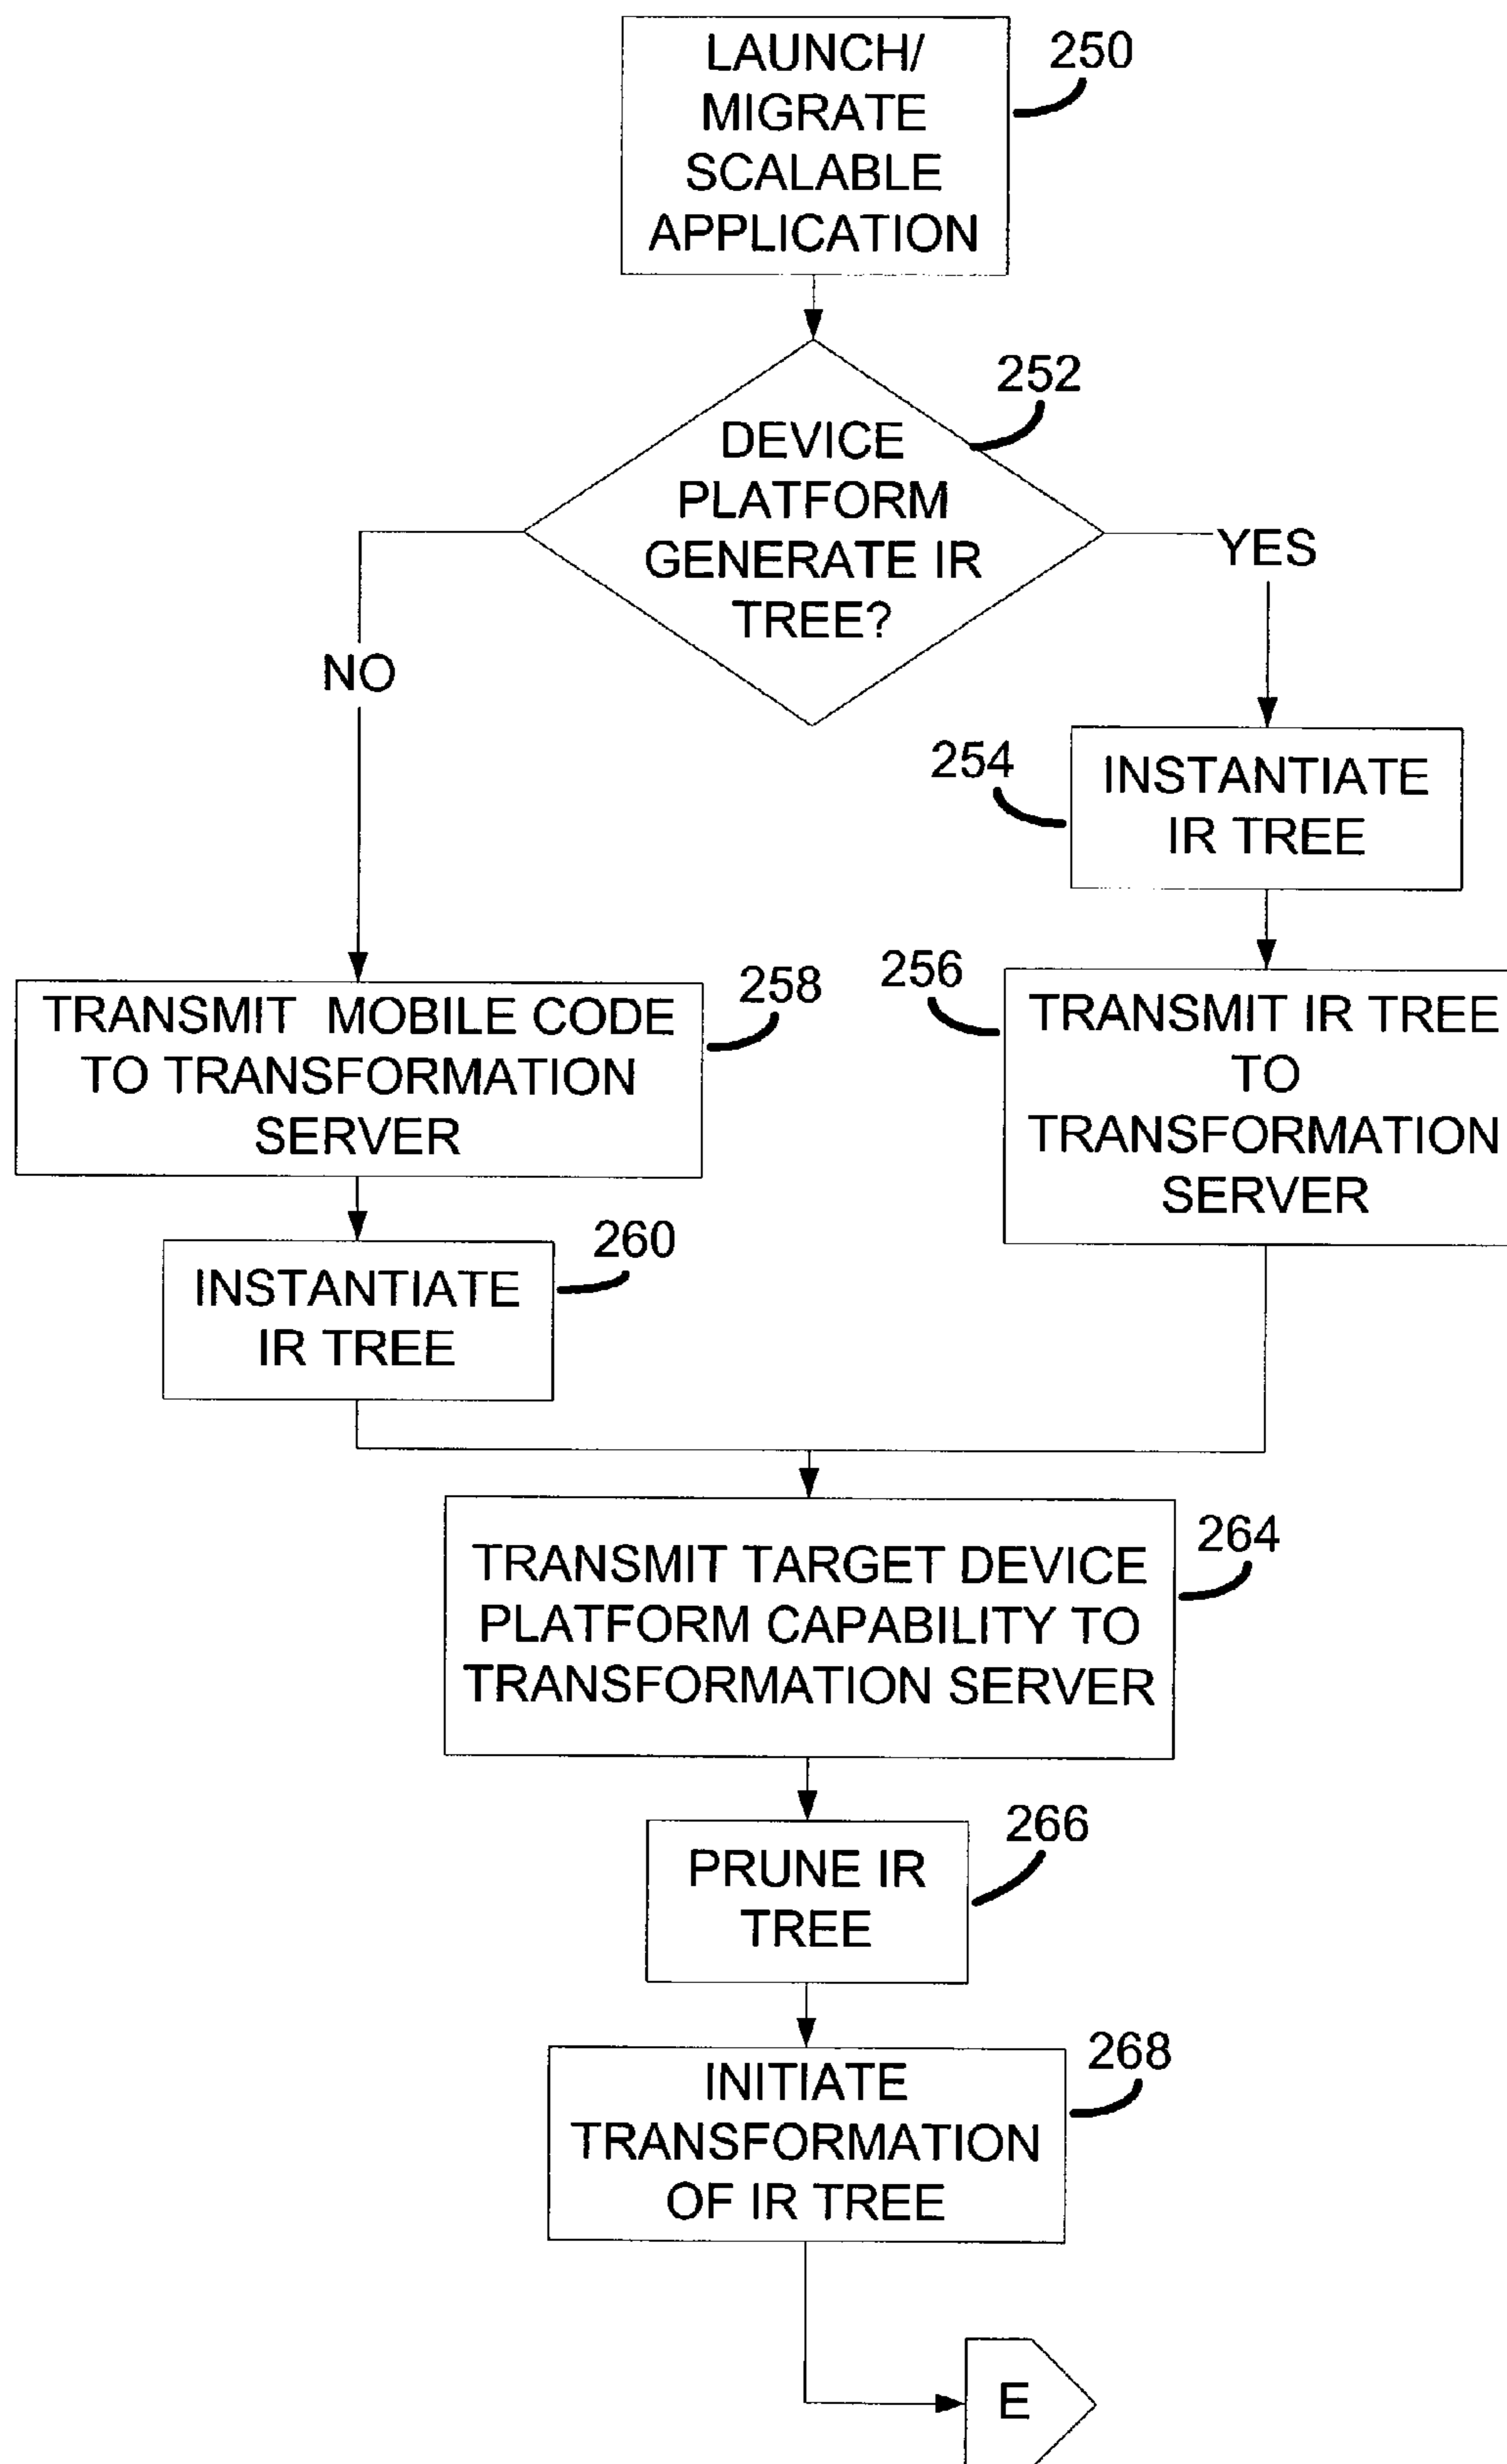 LAUNCH/
MIGRATE
SCALABLE
APPLICATION
250
252
DEVICE
PLATFORM
GENERATE IR
TREE?
YES
NO
254
INSTANTIATE
IR TREE
258
TRANSMIT MOBILE CODE
TO TRANSFORMATION
SERVER
256
TRANSMIT IR TREE
TO
TRANSFORMATION
SERVER
260
INSTANTIATE
IR TREE
264
TRANSMIT TARGET DEVICE
PLATFORM CAPABILITY TO
TRANSFORMATION SERVER
266
PRUNE IR
TREE
268
INITIATE
TRANSFORMATION
OF IR TREE
E